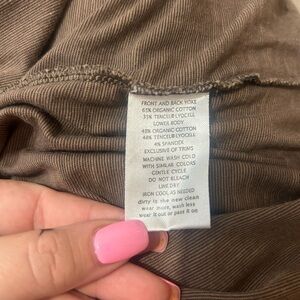 FRONT AND BACK YOKE
63% ORGANIC COTTON
31% TENCEL® LYOCELL
LOWER BODY
48% ORGANIC COTTON
48% TENCEL® LYOCELL
4% SPANDEX
EXCLUSIVE OF TRIMS
MACHINE WASH COLD
WITH SIMILAR COLORS
GENTLE CYCLE
DO NOT BLEACH
LINE DRY
IRON COOL AS NEEDED
dirty is the new clean
wear more, wash less
wear it out or pass it on